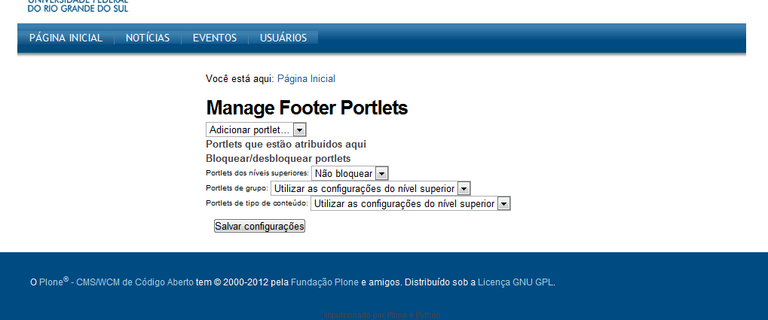 UNIVERSIDADE FEDERAL
DO RIO GRANDE DO SUL
PÁGINA INICIAL NOTÍCIAS EVENTOS USUÁRIOS
Você está aqui: Página Inicial
Manage Footer Portlets
Adicionar portlet...
Portlets que estão atribuídos aqui
Bloquear/desbloquear portlets
Portlets dos níveis superiores: Não bloquear
Portlets de grupo: Utilizar as configurações do nível superior
Portlets de tipo de conteúdo: Utilizar as configurações do nível superior
Salvar configurações
O Plone® - CMS/WCM de Código Aberto tem © 2000-2012 pela Fundação Plone e amigos. Distribuído sob a Licença GNU GPL.
por Plone e Python